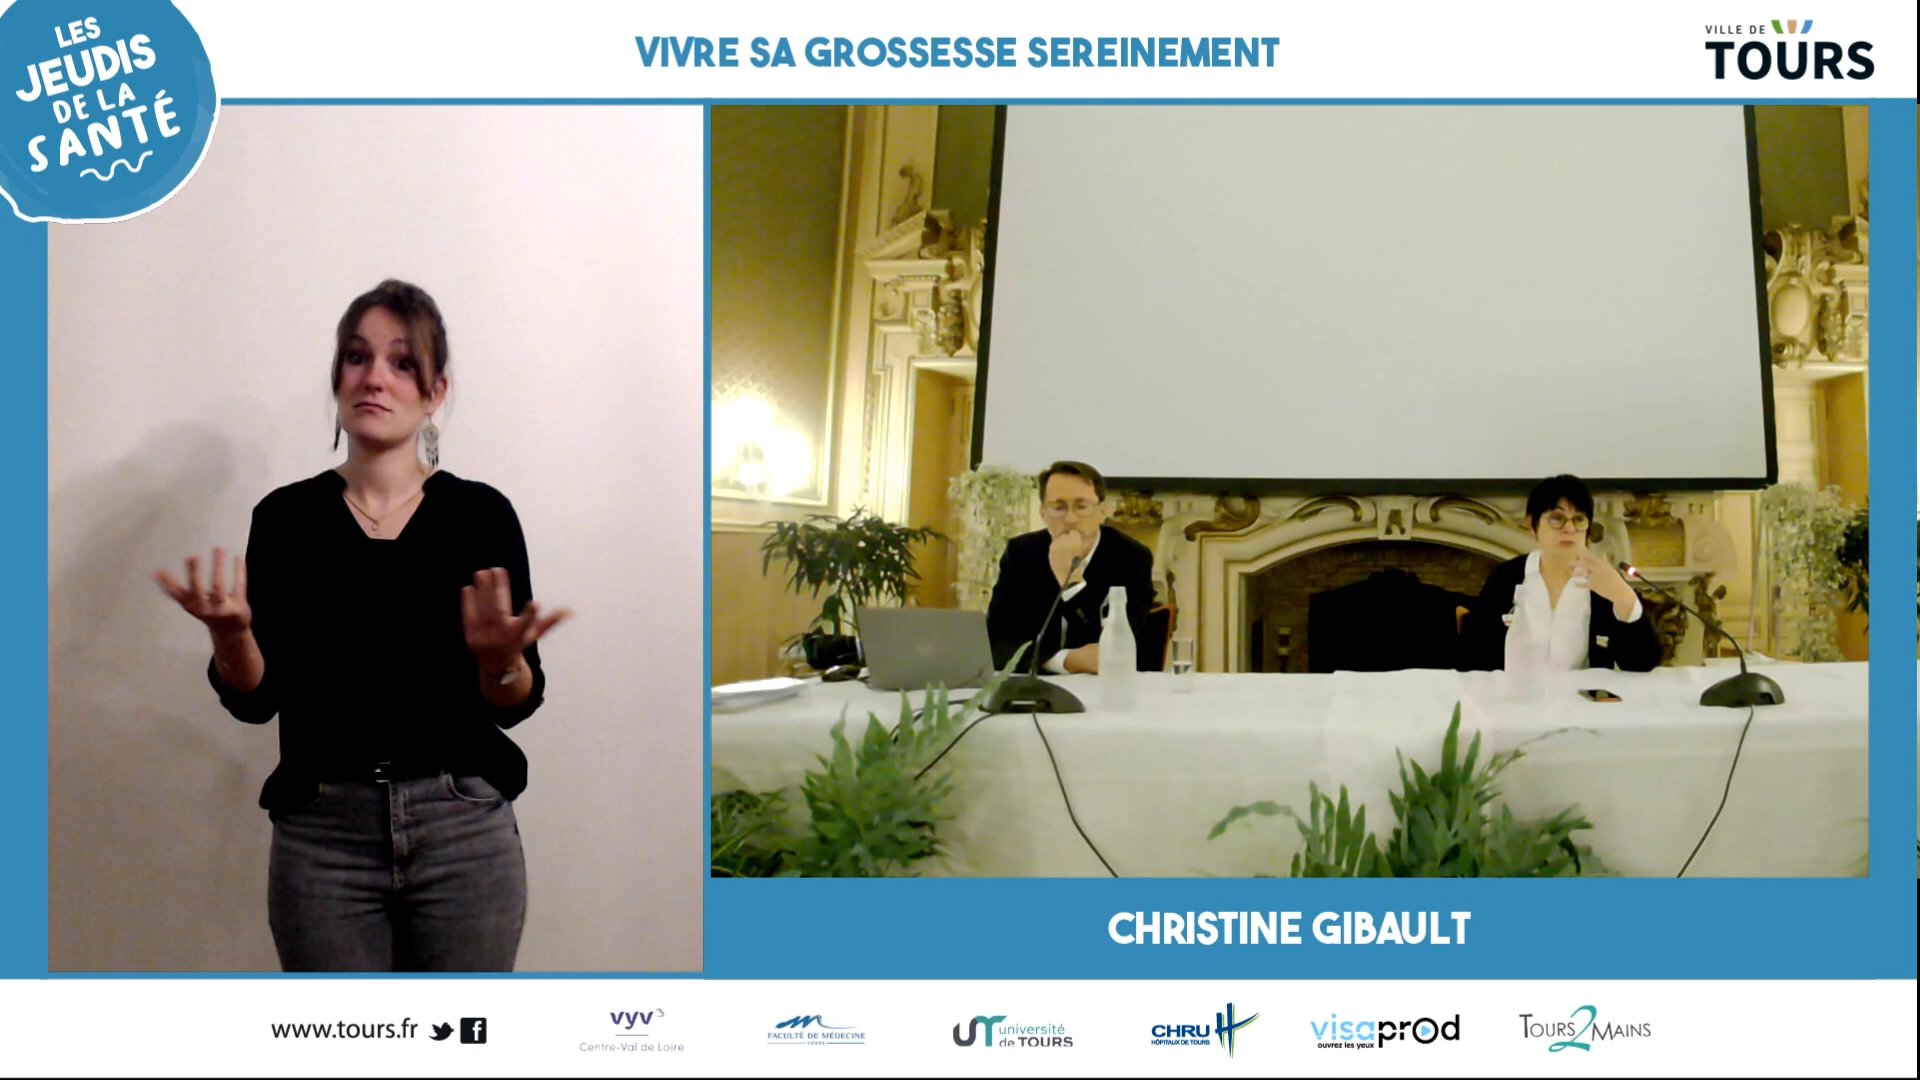 LES
JEUDIS
DE LA
SANTÉ
VIVRE SA GROSSESSE SEREINEMENT
VILLE DE
TOURS
CHRISTINE GIBAULT
www.tours.fr
vyv3
Centre-Val de Loire
FACULTÉ DE MÉDECINE
TOURS
université
de TOURS
CHRU
HÔPITAUX DE TOURS
visaprod
ouvrez les yeux
TOURS 2 MAINS